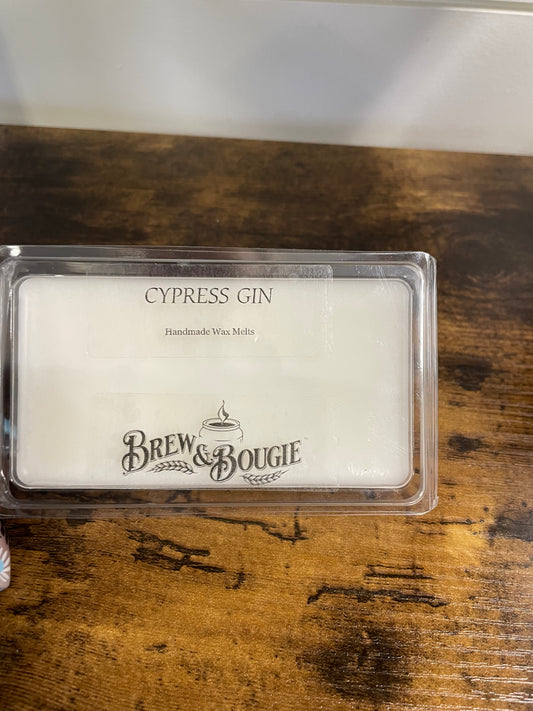 CYPRESS GIN
Handmade Wax Melts
BREW & BOUGIE